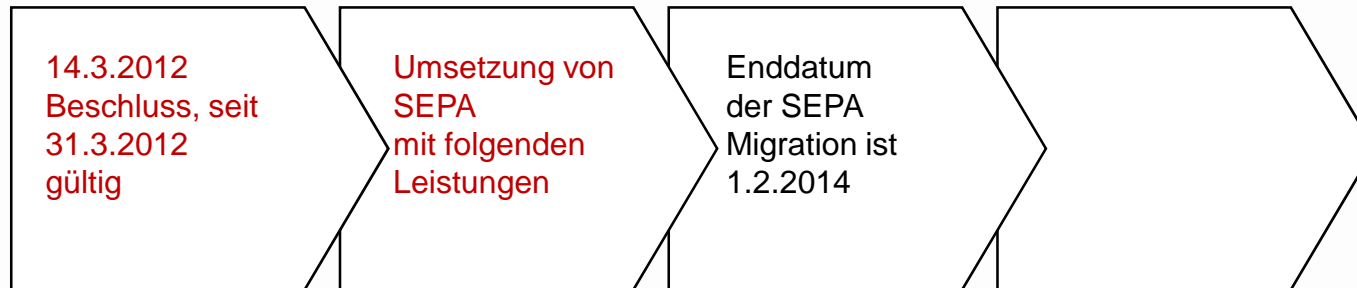 14.3.2012
Beschluss, seit
31.3.2012
gültig
Umsetzung von
SEPA
mit folgenden
Leistungen
Enddatum
der SEPA
Migration ist
1.2.2014